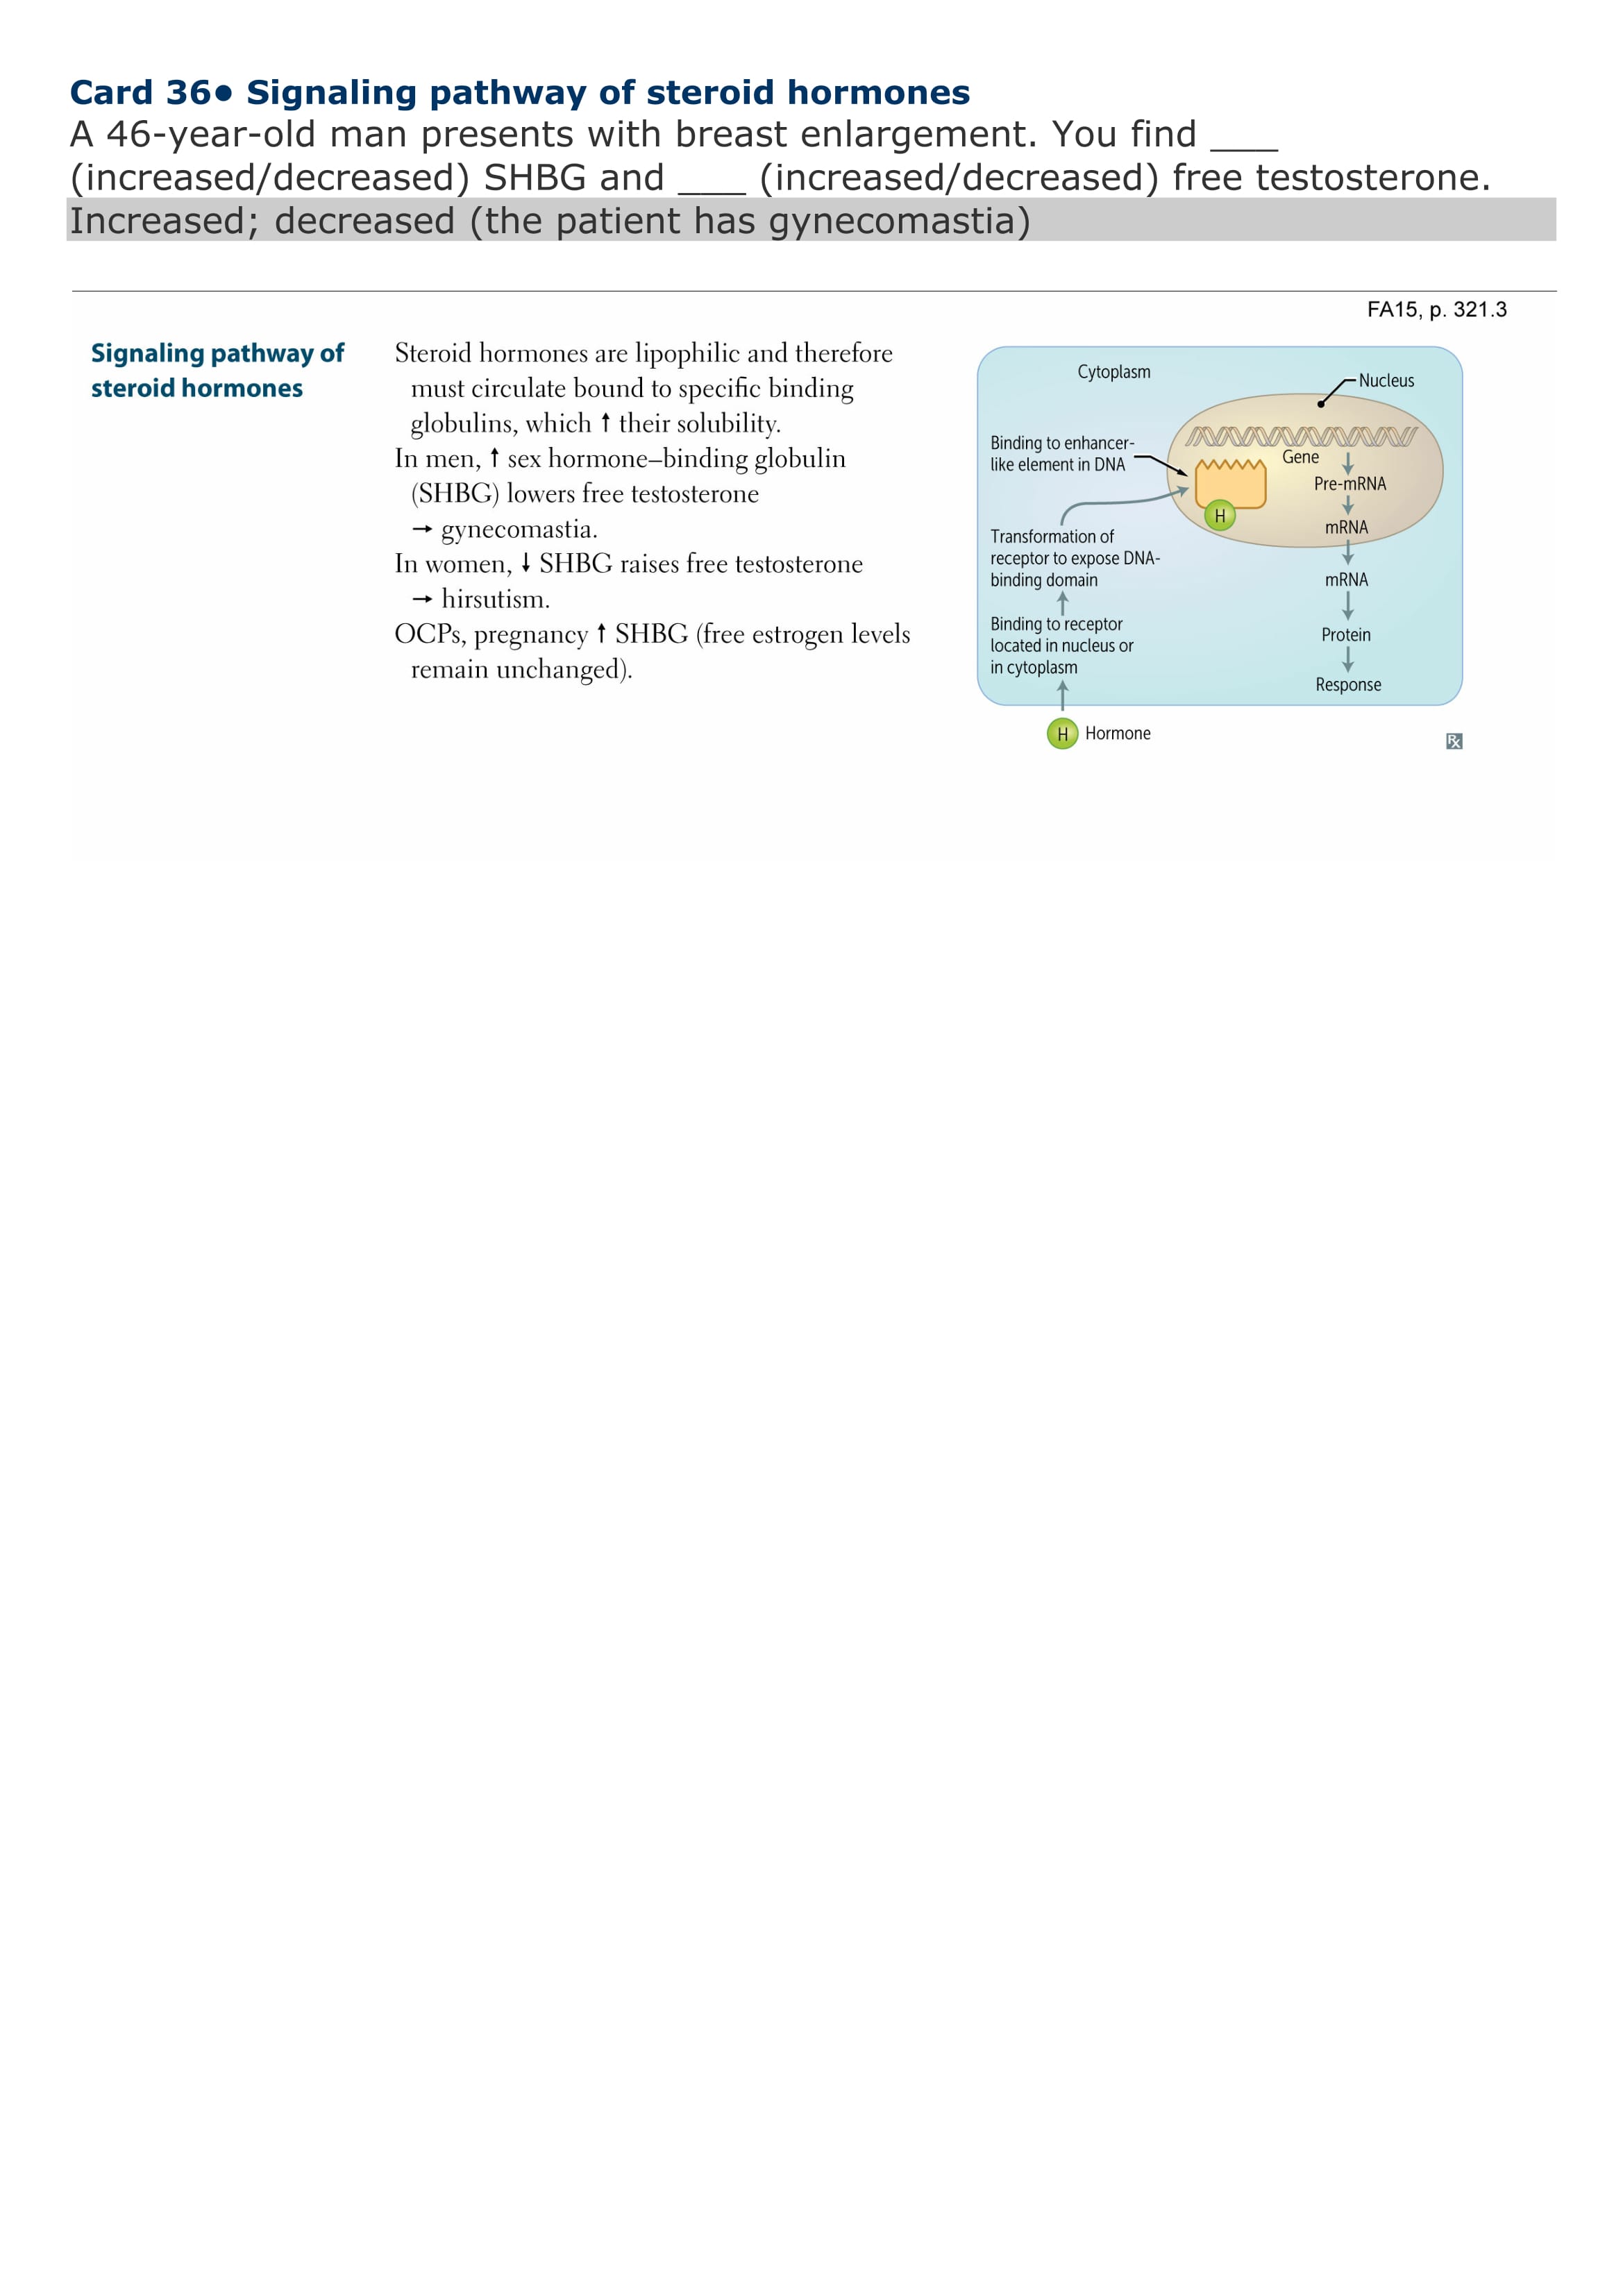 Card 36● Signaling pathway of steroid hormones
A 46-year-old man presents with breast enlargement. You find ___
(increased/decreased) SHBG and ___ (increased/decreased) free testosterone.
Increased; decreased (the patient has gynecomastia)
FA15, p. 321.3
Signaling pathway of
steroid hormones
Steroid hormones are lipophilic and therefore
must circulate bound to specific binding
globulins, which ↑ their solubility.
In men, ↑ sex hormone–binding globulin
(SHBG) lowers free testosterone
→ gynecomastia.
In women, ↓ SHBG raises free testosterone
→ hirsutism.
OCPs, pregnancy ↑ SHBG (free estrogen levels
remain unchanged).
Cytoplasm
Nucleus
Binding to enhancer-
like element in DNA
Gene
Pre-mRNA
H
mRNA
Transformation of
receptor to expose DNA-
binding domain
mRNA
Binding to receptor
located in nucleus or
in cytoplasm
Protein
Response
H Hormone
Rx